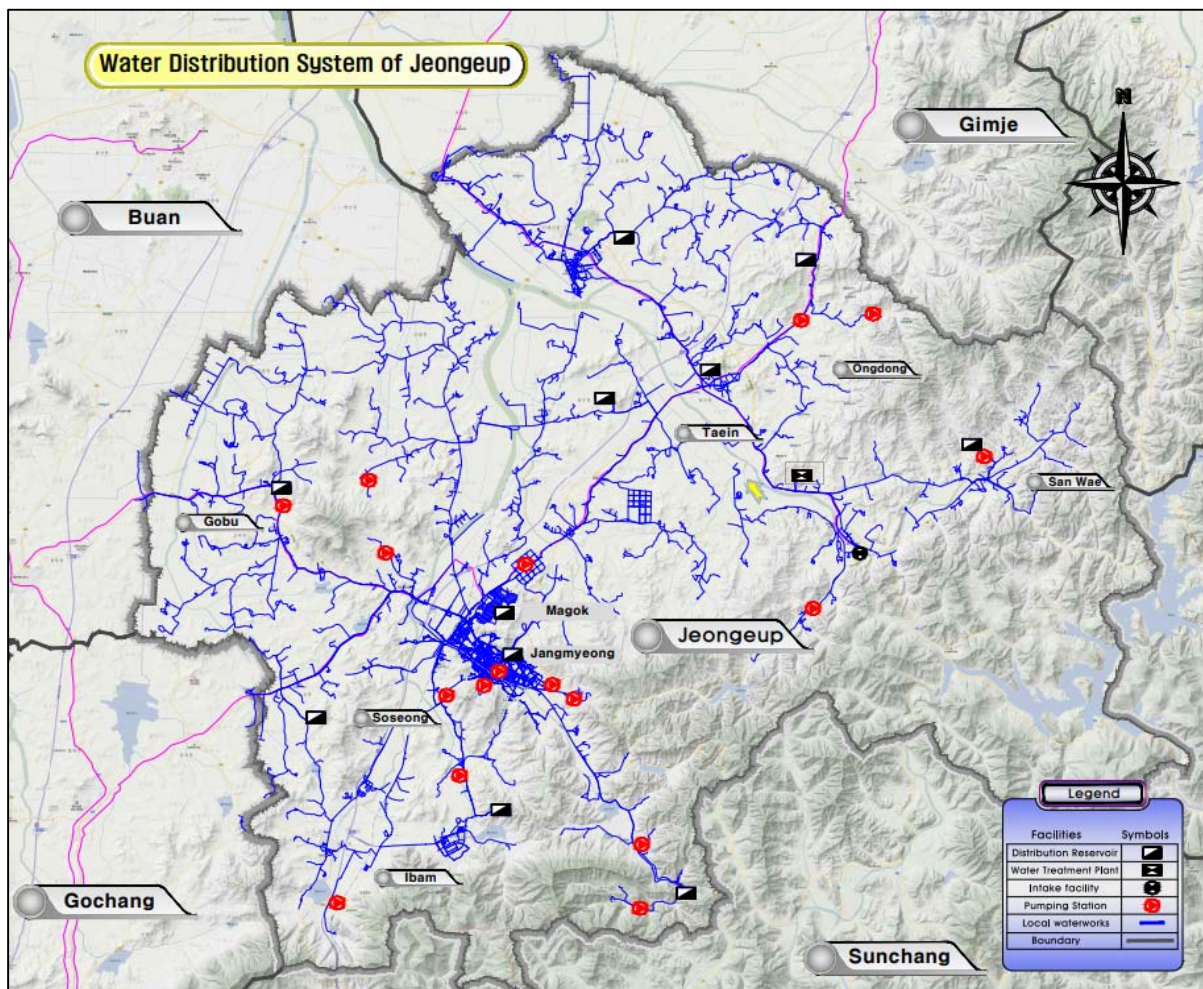 Water Distribution System of Jeongeup
N
Gimje
Buan
Ongdong
Taein
San Wae
Gobu
Magok
Jeongeup
Jangmyeong
Soseong
Ibam
Gochang
Sunchang
Legend
Facilities Symbols
Distribution Reservoir
Water Treatment Plant
Intake facility
Pumping Station
Local waterworks
Boundary